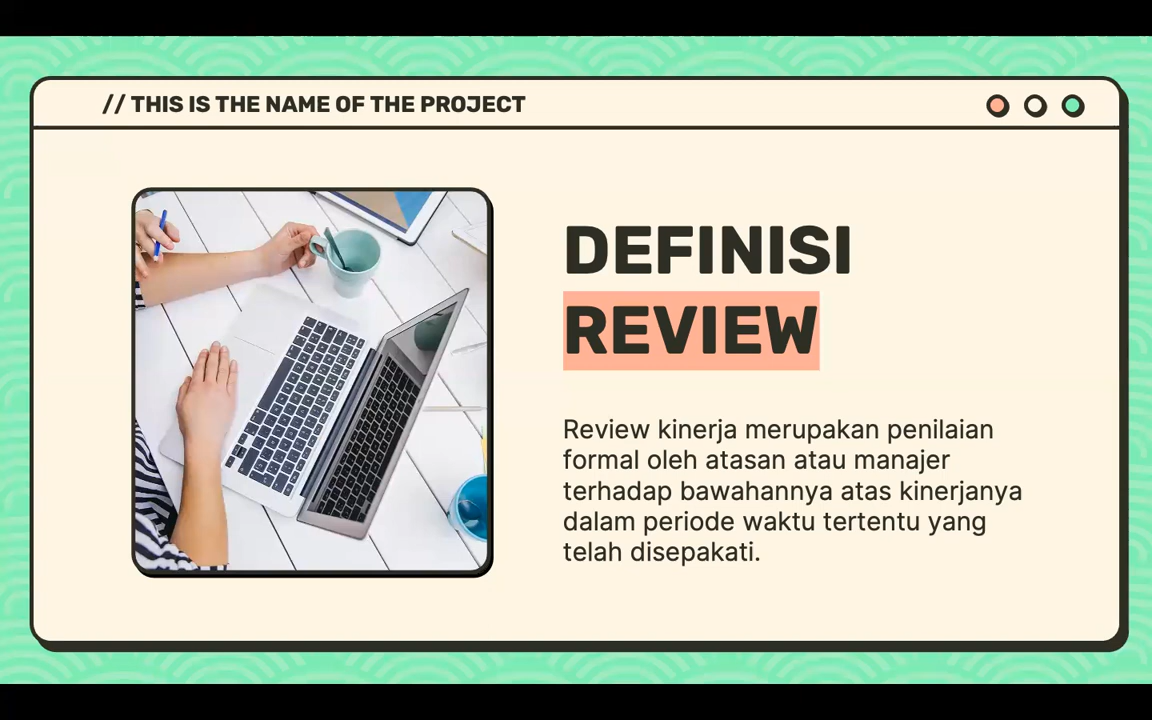 // THIS IS THE NAME OF THE PROJECT
DEFINISI
REVIEW
Review kinerja merupakan penilaian
formal oleh atasan atau manajer
terhadap bawahannya atas kinerjanya
dalam periode waktu tertentu yang
telah disepakati.